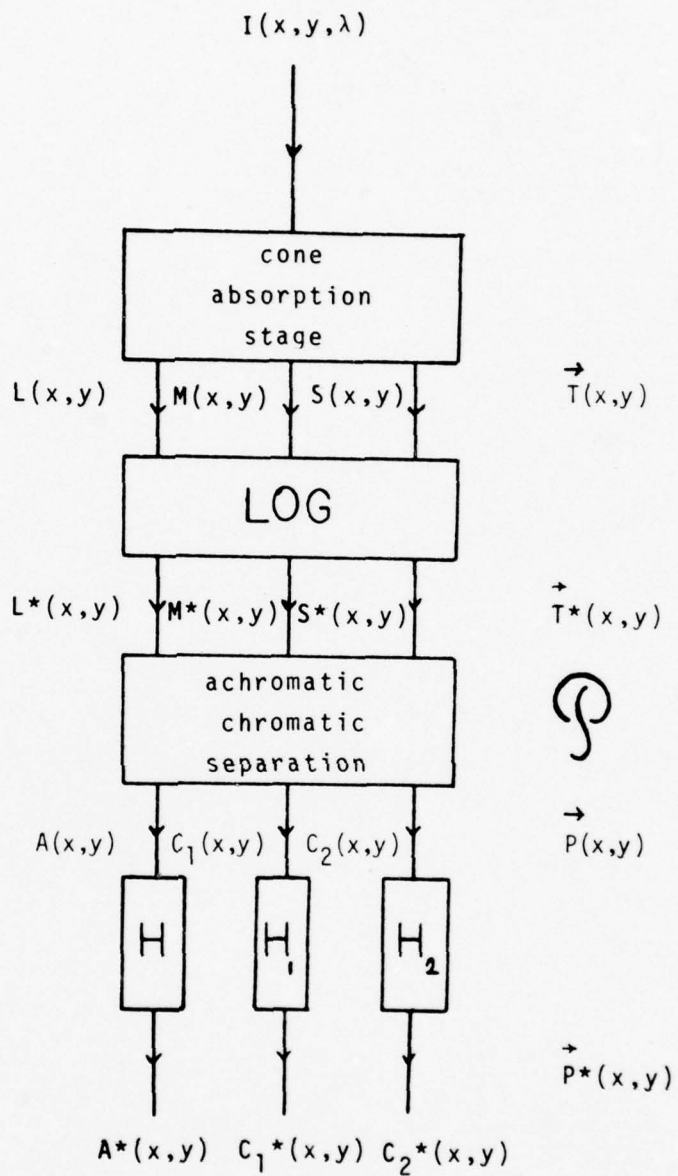 I(x,y,λ)
cone
absorption
stage
L(x,y) M(x,y) S(x,y) T⃗(x,y)
LOG
L*(x,y) M*(x,y) S*(x,y) T⃗*(x,y)
achromatic
chromatic
separation
𝒫
A(x,y) C₁(x,y) C₂(x,y) P⃗(x,y)
H H₁ H₂
P⃗*(x,y)
A*(x,y) C₁*(x,y) C₂*(x,y)